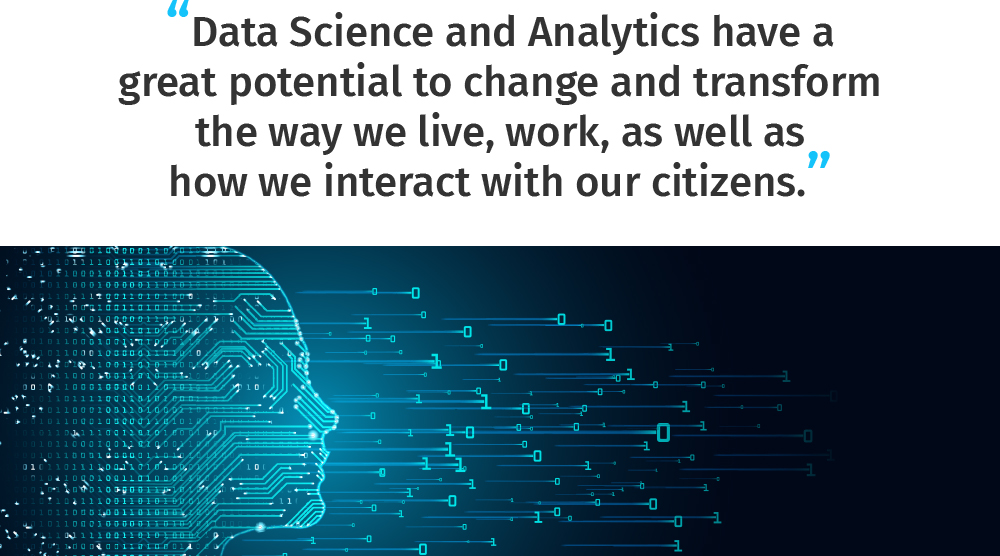 “Data Science and Analytics have a
great potential to change and transform
the way we live, work, as well as
how we interact with our citizens.”